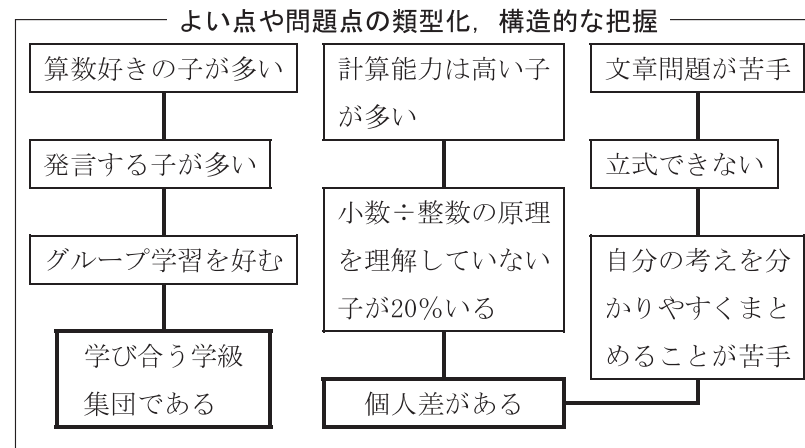 よい点や問題点の類型化，構造的な把握
算数好きの子が多い
発言する子が多い
グループ学習を好む
学び合う学級
集団である
計算能力は高い子
が多い
小数÷整数の原理
を理解していない
子が20％いる
個人差がある
文章問題が苦手
立式できない
自分の考えを分
かりやすくまと
めることが苦手